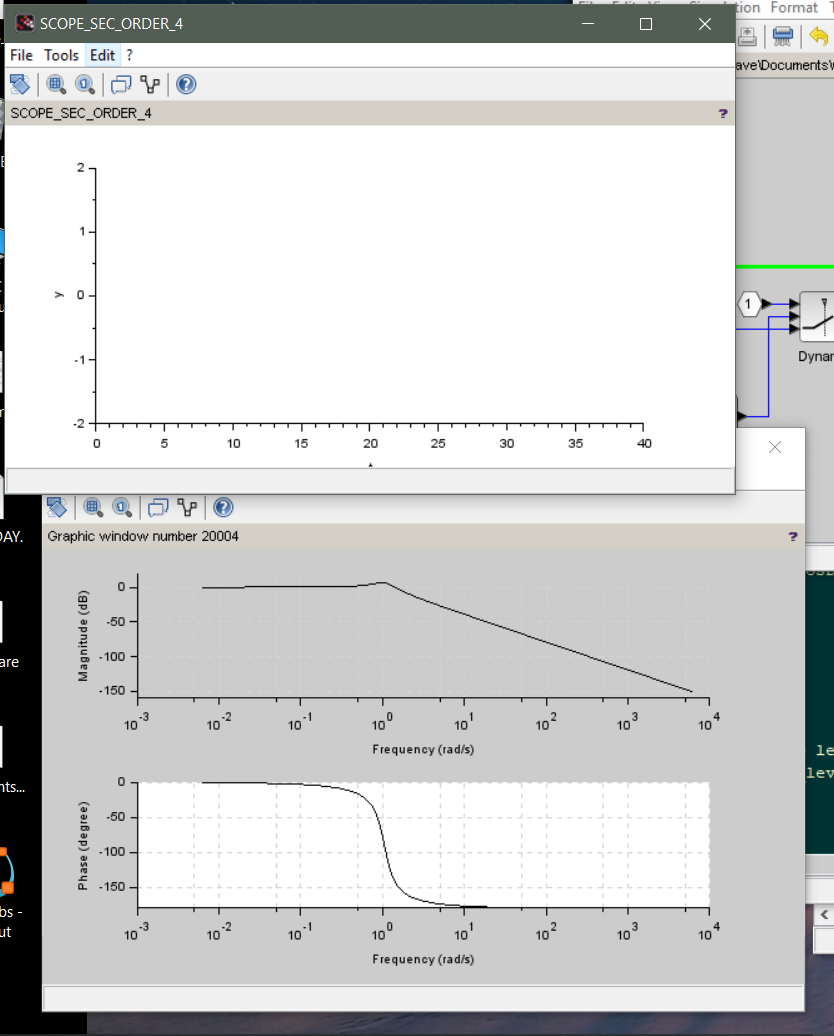 SCOPE_SEC_ORDER_4
File Tools Edit ?
SCOPE_SEC_ORDER_4 ?
2
1
y 0
-1
-2
0 5 10 15 20 25 30 35 40
Simulation Format
ave\Documents\
1
Dynar
Graphic window number 20004 ?
Magnitude (dB)
0
-50
-100
-150
10^-3 10^-2 10^-1 10^0 10^1 10^2 10^3 10^4
Frequency (rad/s)
Phase (degree)
0
-50
-100
-150
10^-3 10^-2 10^-1 10^0 10^1 10^2 10^3 10^4
Frequency (rad/s)
DAY.
are
nts...
bs -
ut
le
lev